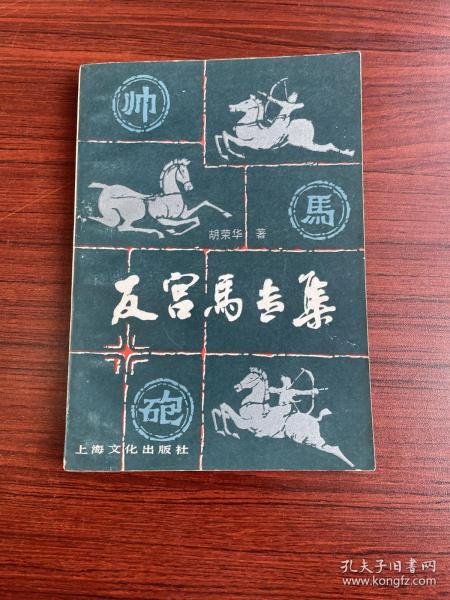 帅
馬
胡荣华 著
反宫馬专集
砲
上海文化出版社
孔夫子旧书网
www.kongfz.com